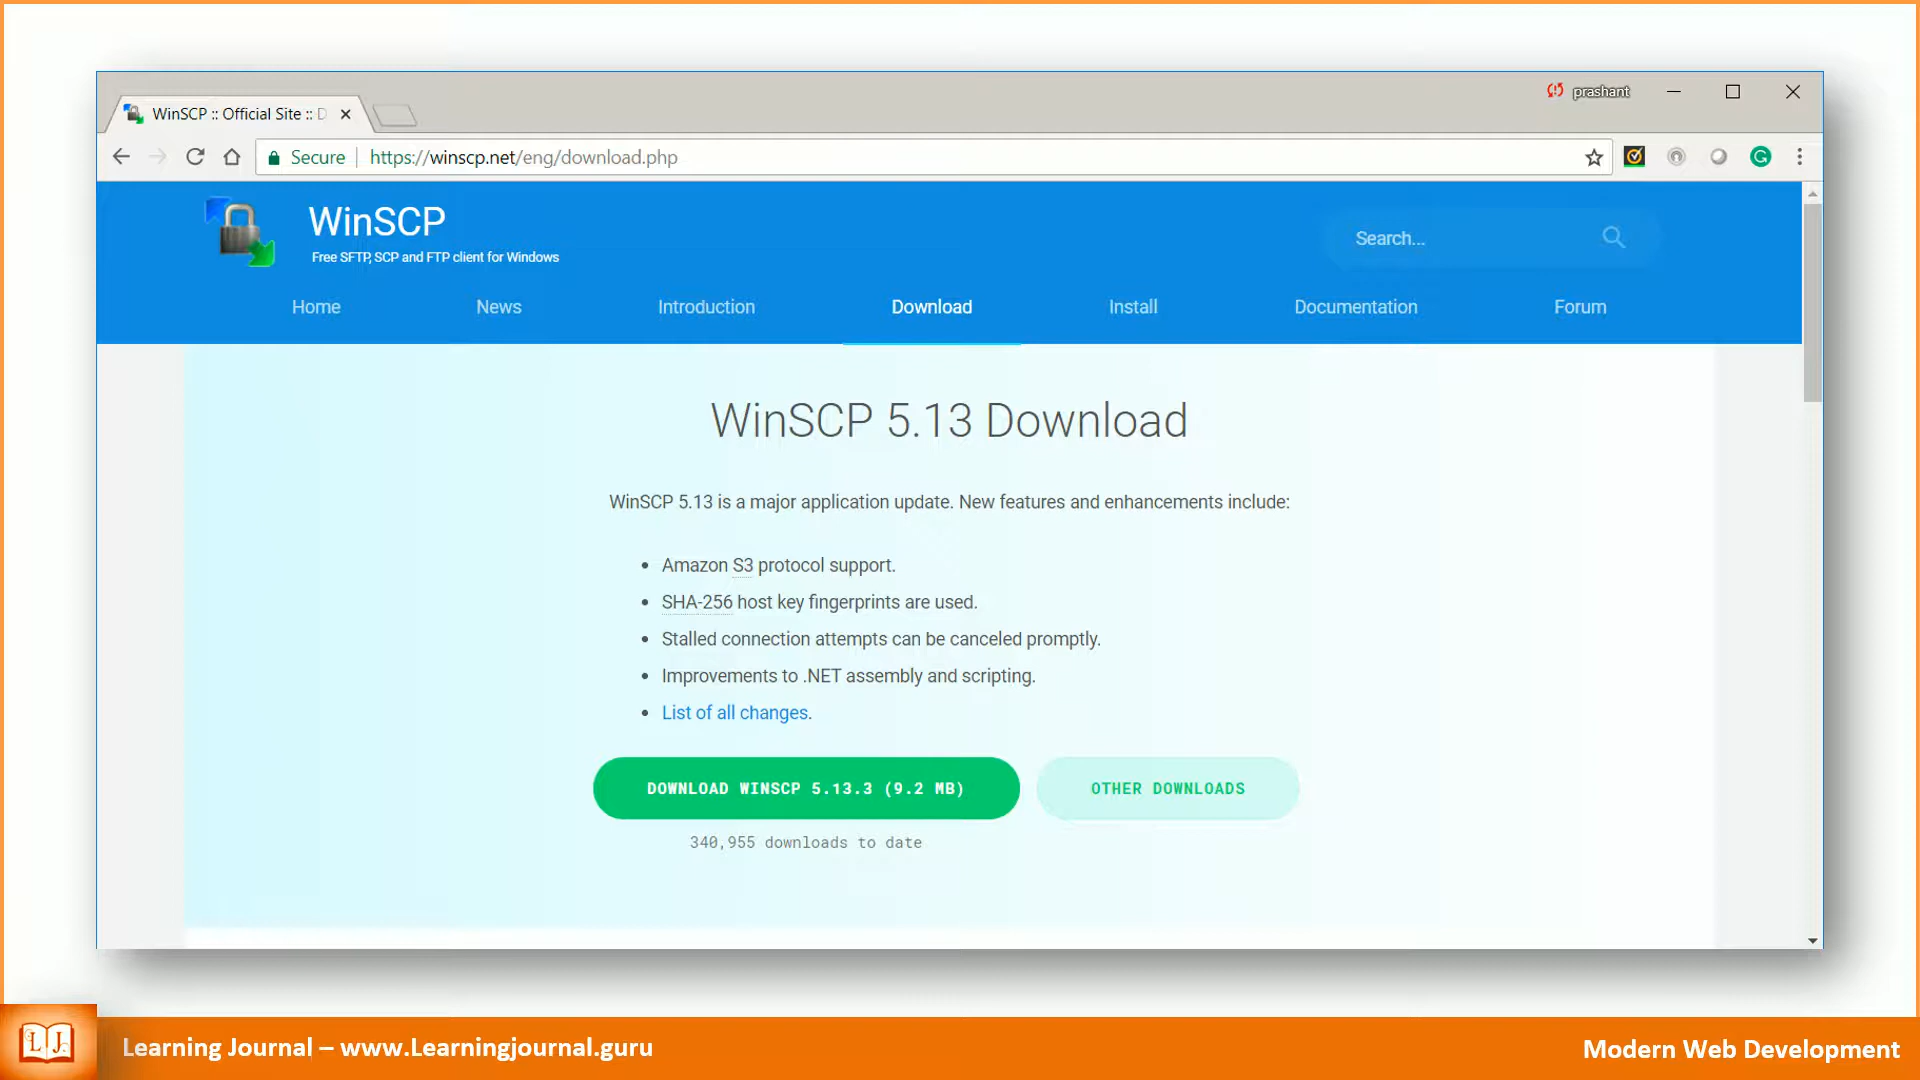 prashant
WinSCP :: Official Site :: D
Secure
https://winscp.net/eng/download.php
G
WinSCP
Free SFTP, SCP and FTP client for Windows
Search...
Home News Introduction Download Install Documentation Forum
WinSCP 5.13 Download
WinSCP 5.13 is a major application update. New features and enhancements include:
• Amazon S3 protocol support.
• SHA-256 host key fingerprints are used.
• Stalled connection attempts can be canceled promptly.
• Improvements to .NET assembly and scripting.
• List of all changes.
DOWNLOAD WINSCP 5.13.3 (9.2 MB) OTHER DOWNLOADS
340,955 downloads to date
L J
Learning Journal – www.Learningjournal.guru
Modern Web Development